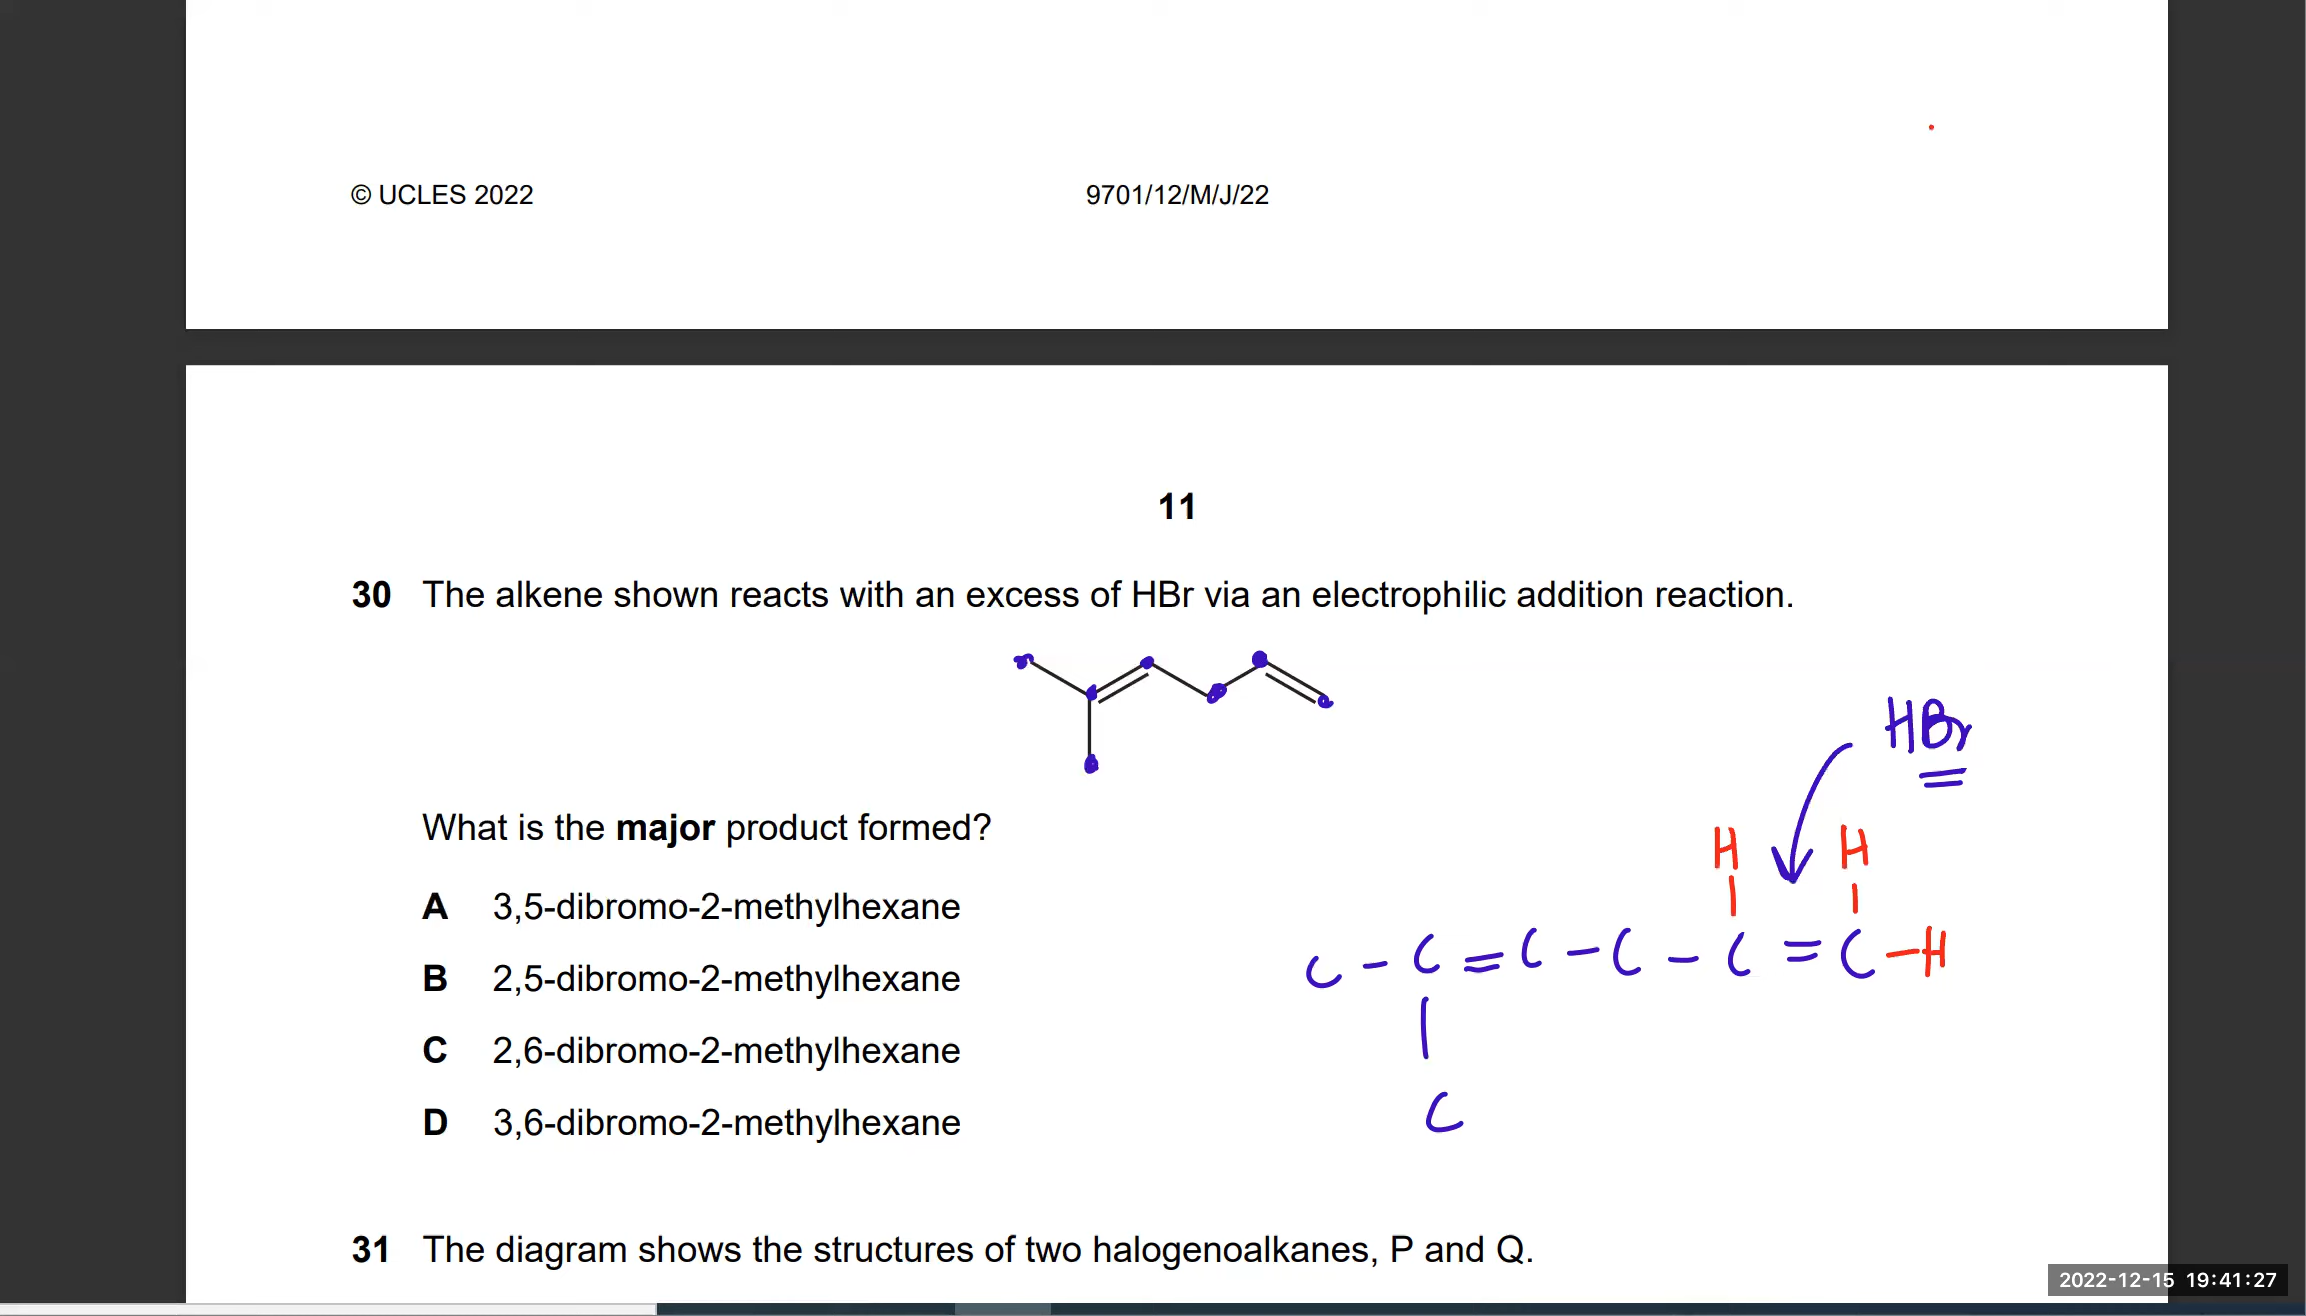 © UCLES 2022 9701/12/M/J/22
11
30 The alkene shown reacts with an excess of HBr via an electrophilic addition reaction.
HBr
What is the major product formed?
H H
A 3,5-dibromo-2-methylhexane
B 2,5-dibromo-2-methylhexane
C - C = C - C - C = C - H
C 2,6-dibromo-2-methylhexane
C
D 3,6-dibromo-2-methylhexane
31 The diagram shows the structures of two halogenoalkanes, P and Q.
2022-12-15 19:41:27